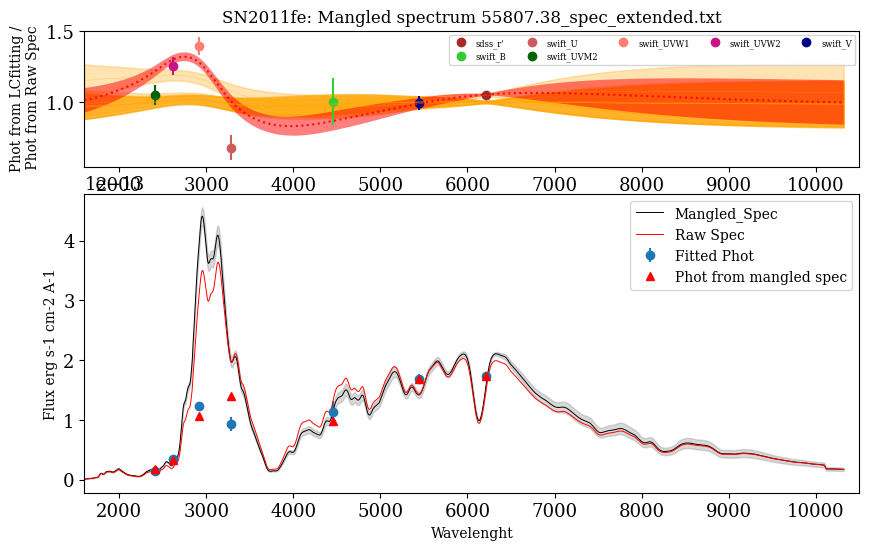 SN2011fe: Mangled spectrum 55807.38_spec_extended.txt
Phot from LCfitting /
Phot from Raw Spec
1.5
1.0
sdss_r'
swift_B
swift_U
swift_UVM2
swift_UVW1
swift_UVW2
swift_V
2000 3000 4000 5000 6000 7000 8000 9000 10000
1e−13
Flux erg s-1 cm-2 A-1
4
3
2
1
0
Mangled_Spec
Raw Spec
Fitted Phot
Phot from mangled spec
2000 3000 4000 5000 6000 7000 8000 9000 10000
Wavelenght